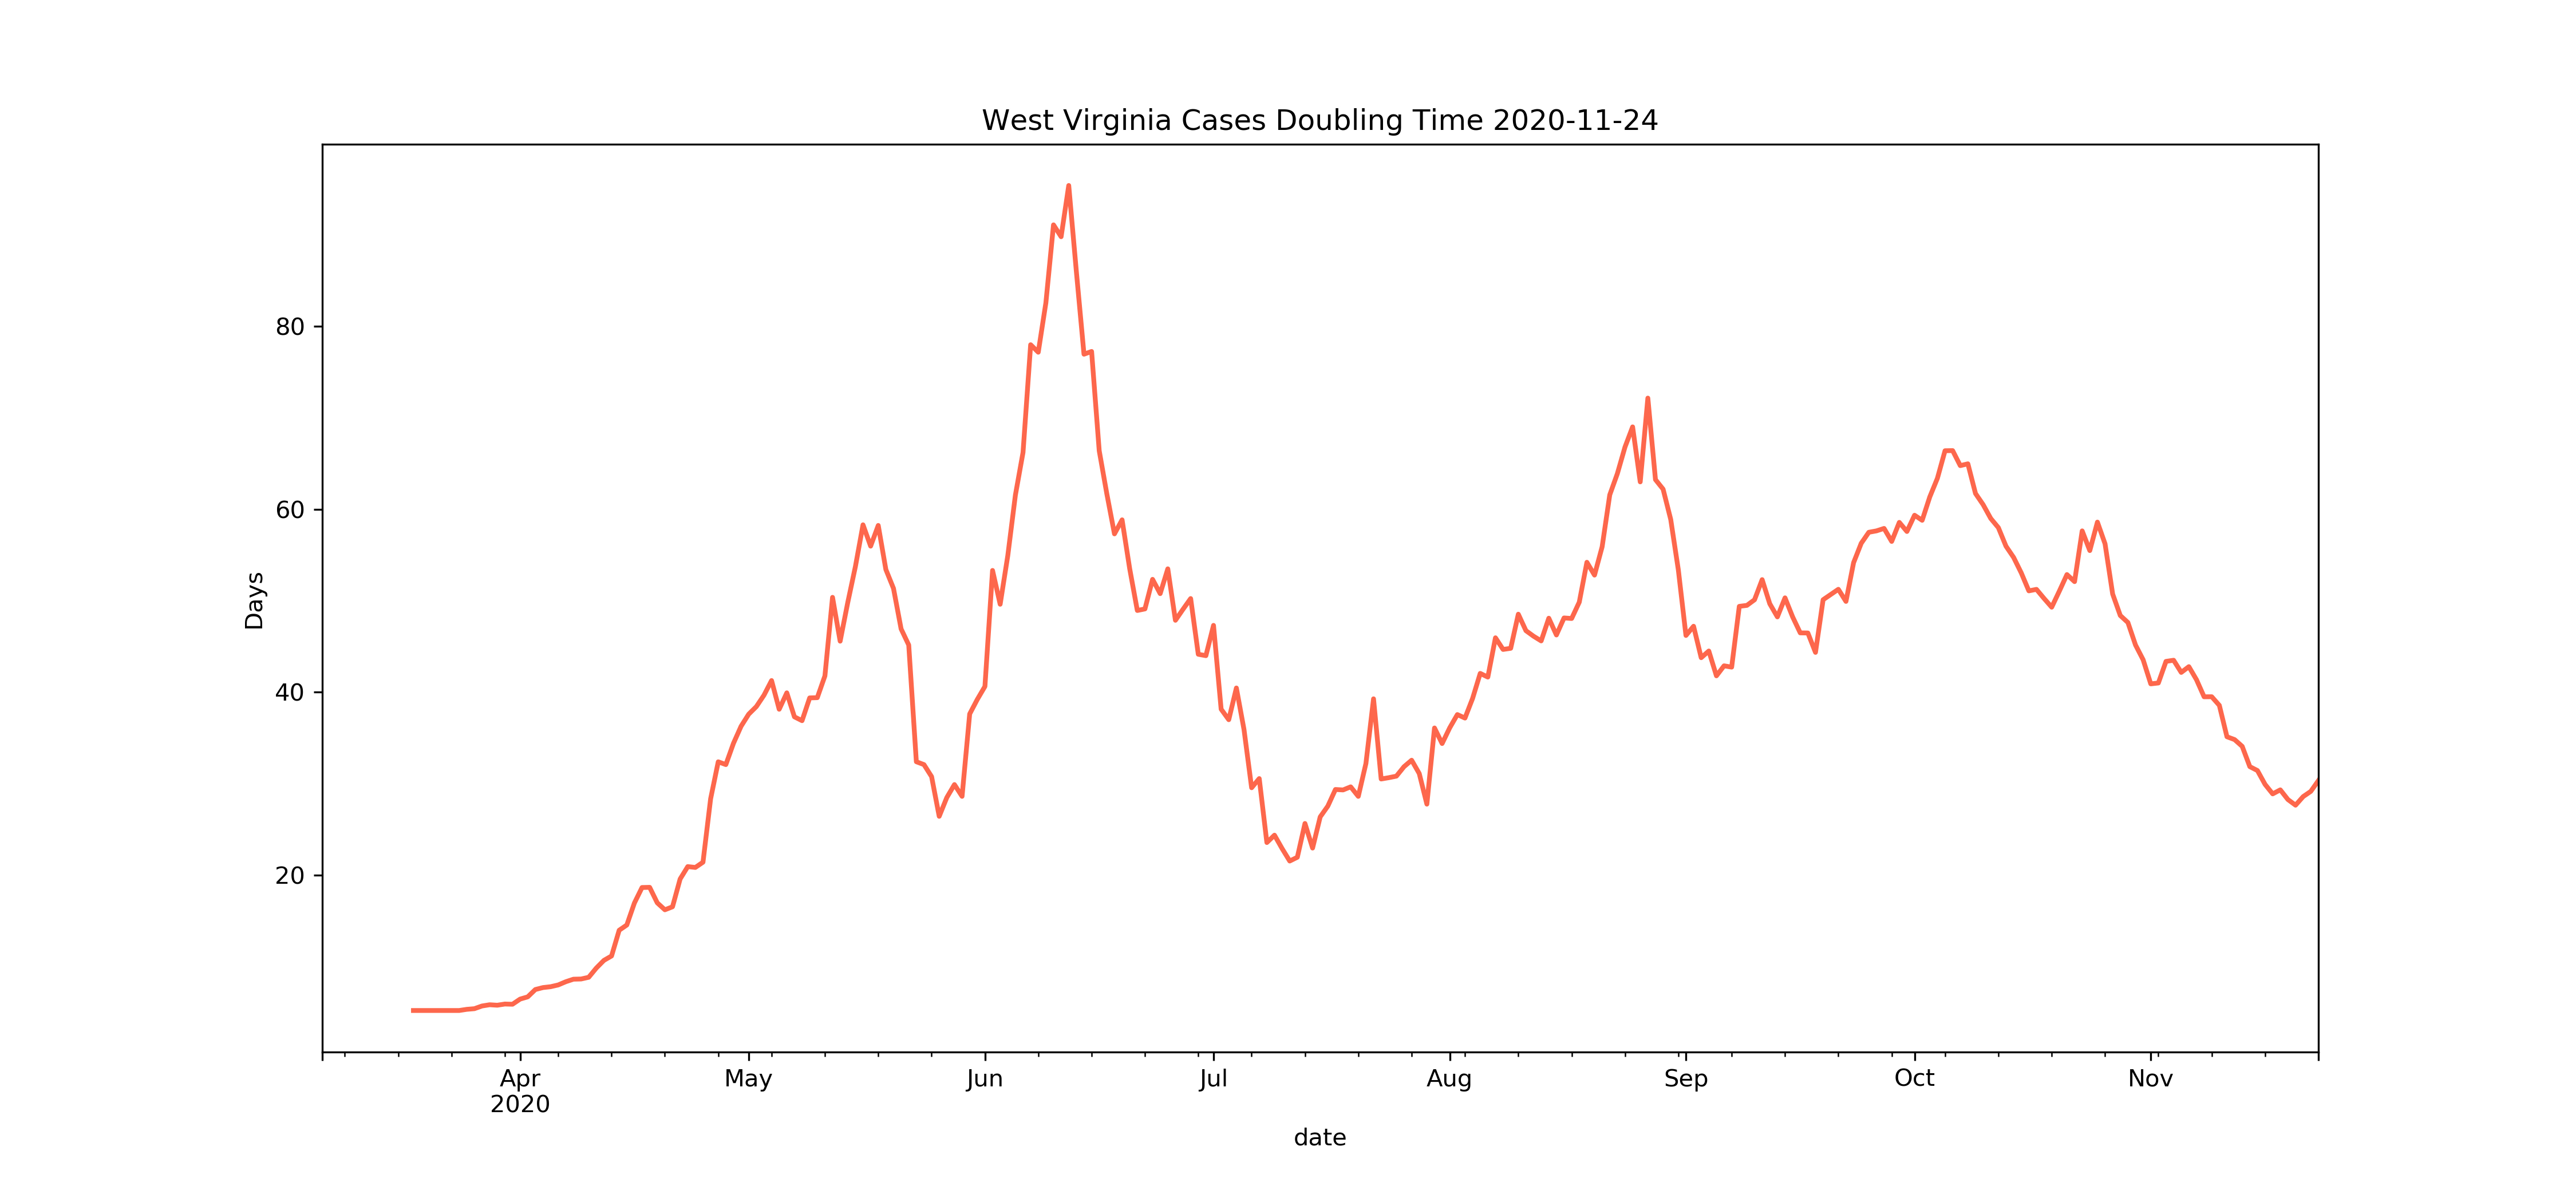 West Virginia Cases Doubling Time 2020-11-24
80
60
40
20
Days
Apr May Jun Jul Aug Sep Oct Nov
2020
date